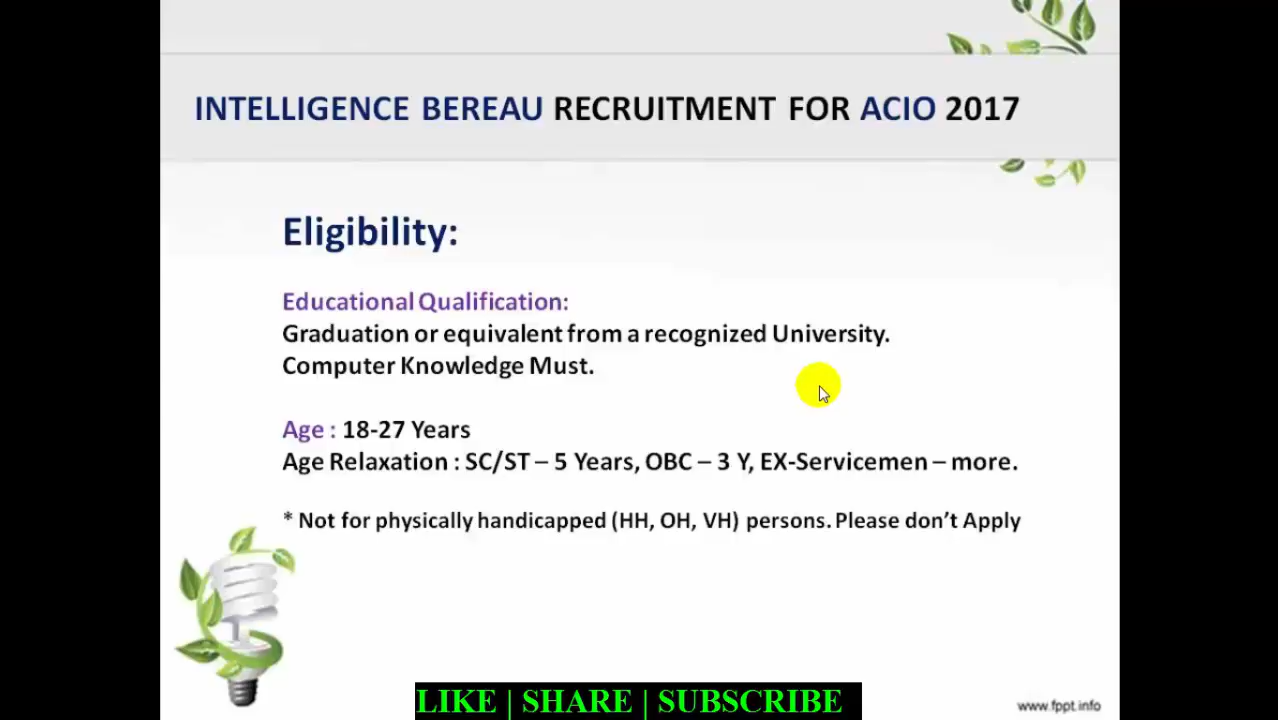 INTELLIGENCE BEREAU RECRUITMENT FOR ACIO 2017
Eligibility:
Educational Qualification:
Graduation or equivalent from a recognized University.
Computer Knowledge Must.
Age : 18-27 Years
Age Relaxation : SC/ST – 5 Years, OBC – 3 Y, EX-Servicemen – more.
* Not for physically handicapped (HH, OH, VH) persons. Please don’t Apply
LIKE | SHARE | SUBSCRIBE
www.fppt.info